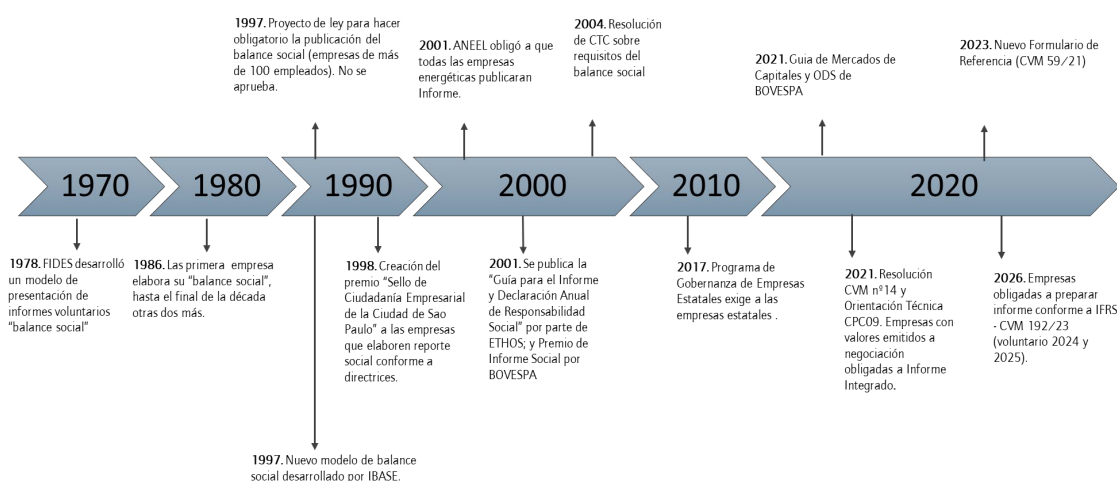 1997. Proyecto de ley para hacer
obligatorio la publicación del
balance social (empresas de más
de 100 empleados). No se
aprueba.
2001. ANEEL obligó a que
todas las empresas
energéticas publicaran
Informe.
2004.
Resolución
de CTC sobre
requisitos del
balance social
2021. Guia de Mercados de
Capitales y ODS de
BOVESPA
2023. Nuevo Formulario de
Referencia (CVM 59/21)
1970
1980
1990
2000
2010
2020
1978. FIDES desarrolló
un modelo de
presentación de
informes voluntarios
“balance social”
1986. Las primera empresa
elabora su “balance social”,
hasta el final de la década
otras dos más.
1998. Creación del
premio “Sello de
Ciudadanía Empresarial
de la Ciudad de Sao
Paulo” a las empresas
que elaboren reporte
social conforme a
directrices.
2001. Se publica la
“Guía para el Informe
y Declaración Anual
de Responsabilidad
Social” por parte de
ETHOS; y Premio de
Informe Social por
BOVESPA
2017. Programa de
Gobernanza de Empresas
Estatales exige a las
empresas estatales .
2021. Resolución
CVM nº14 y
Orientación Técnica
CPC09. Empresas con
valores emitidos a
negociación
obligadas a Informe
Integrado.
2026. Empresas
obligadas a preparar
informe conforme a IFRS
- CVM 192/23
(voluntario 2024 y
2025).
1997. Nuevo modelo de balance
social desarrollado por IBASE.